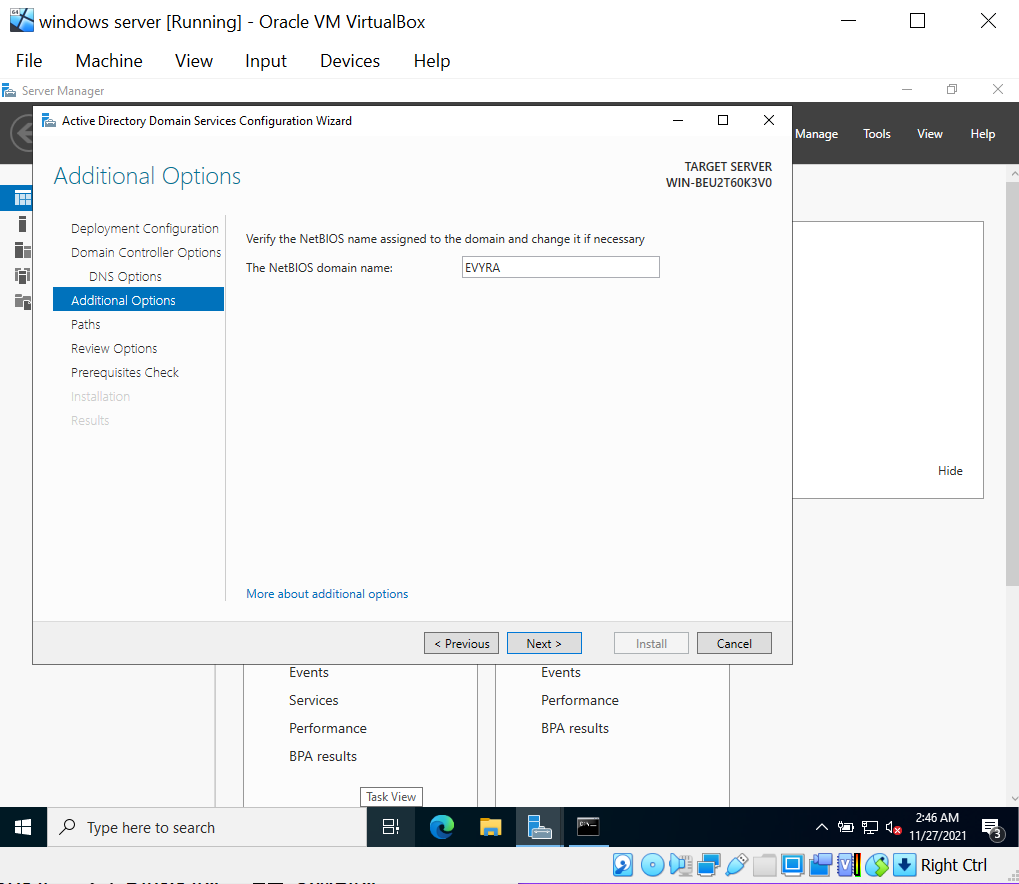 windows server [Running] - Oracle VM VirtualBox
File Machine View Input Devices Help
Server Manager
Manage Tools View Help
Active Directory Domain Services Configuration Wizard
Additional Options
TARGET SERVER
WIN-BEU2T60K3V0
Deployment Configuration
Domain Controller Options
DNS Options
Additional Options
Paths
Review Options
Prerequisites Check
Installation
Results
Verify the NetBIOS name assigned to the domain and change it if necessary
The NetBIOS domain name: EVYRA
More about additional options
< Previous Next > Install Cancel
Hide
Events
Services
Performance
BPA results
Events
Performance
BPA results
Task View
Type here to search
2:46 AM
11/27/2021
3
Right Ctrl